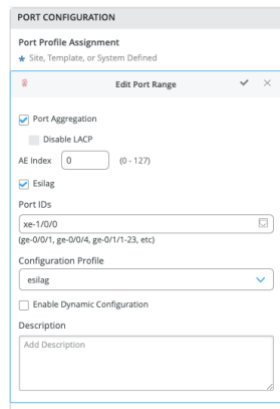 PORT CONFIGURATION
Port Profile Assignment
★ Site, Template, or System Defined
Edit Port Range
Port Aggregation
Disable LACP
AE Index 0 (0 - 127)
Esilag
Port IDs
xe-1/0/0
(ge-0/0/1, ge-0/0/4, ge-0/1/1-23, etc)
Configuration Profile
esilag
Enable Dynamic Configuration
Description
Add Description